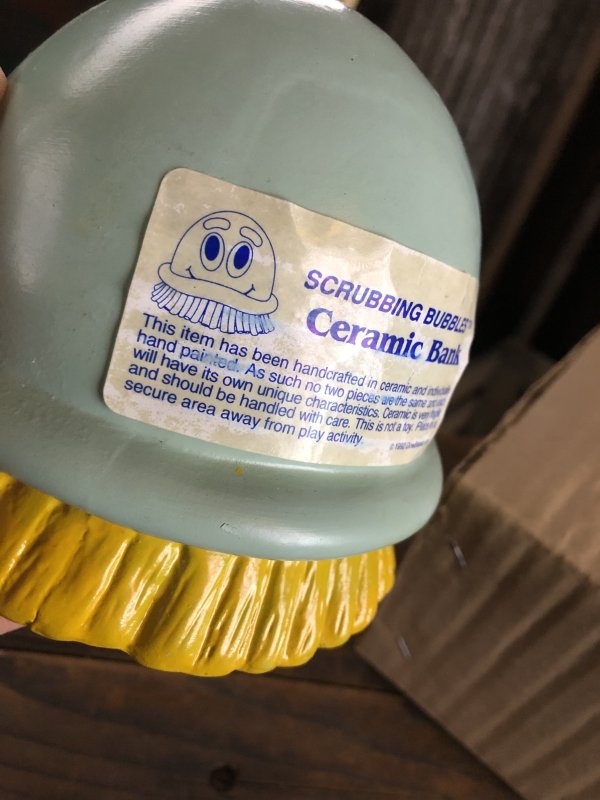 SCRUBBING BUBBLES
Ceramic Bank
This item has been handcrafted in ceramic and
hand painted. As such no two pieces are the same and
will have its own unique characteristics. Ceramic is very
and should be handled with care. This is not a toy.
secure area away from play activity.